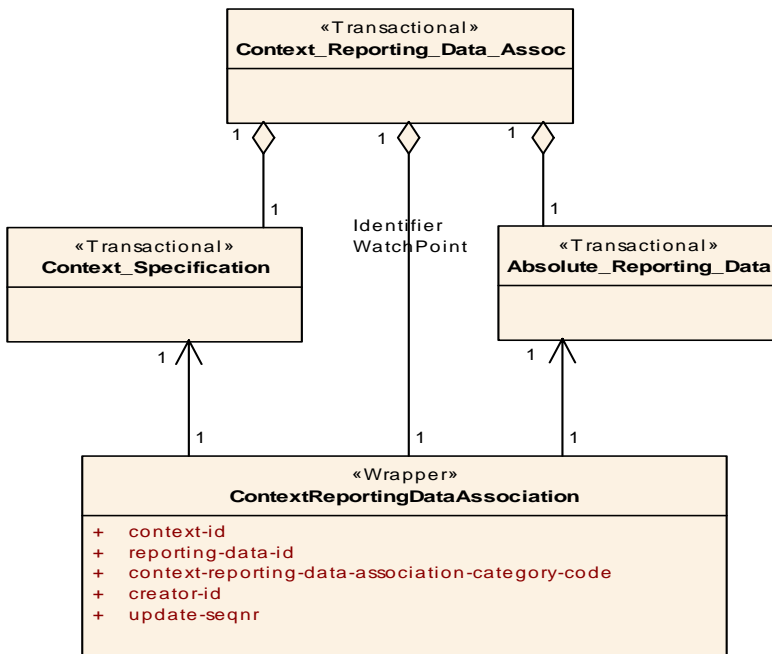 «Transactional»
Context_Reporting_Data_Assoc
1
1
1
1
1
Identifier
WatchPoint
«Transactional»
Context_Specification
«Transactional»
Absolute_Reporting_Data
1
1
1
1
1
«Wrapper»
ContextReportingDataAssociation
+ context-id
+ reporting-data-id
+ context-reporting-data-association-category-code
+ creator-id
+ update-seqnr